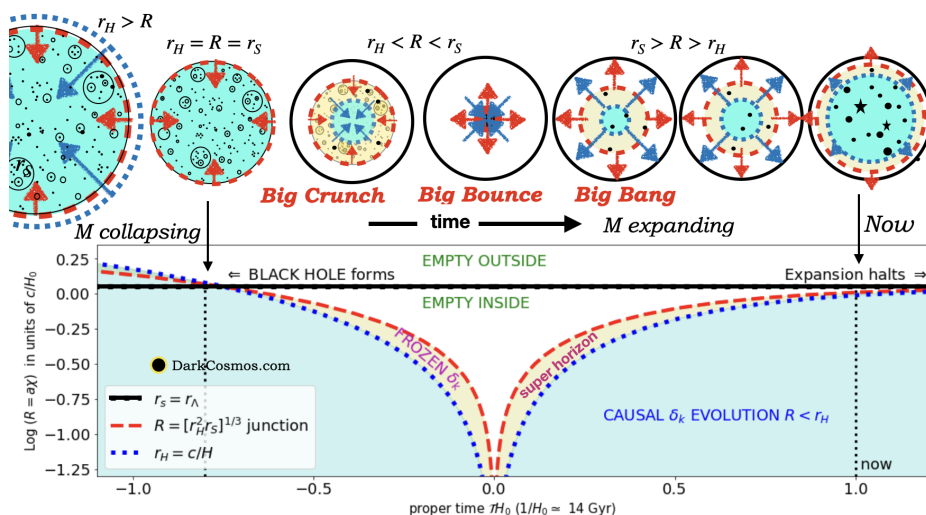 r_H > R
r_H = R = r_S
r_H < R < r_S
r_S > R > r_H
Big Crunch
Big Bounce
Big Bang
M collapsing
time
M expanding
Now
⇐ BLACK HOLE forms
EMPTY OUTSIDE
Expansion halts ⇒
EMPTY INSIDE
FROZEN δ_k
super horizon
DarkCosmos.com
r_S = r_Λ
R = [r_H^2 r_S]^{1/3} junction
r_H = c/H
CAUSAL δ_k EVOLUTION R < r_H
now
Log (R = aχ) in units of c/H_0
0.25
0.00
−0.25
−0.50
−0.75
−1.00
−1.25
−1.0
−0.5
0.0
0.5
1.0
proper time τH_0 (1/H_0 ≃ 14 Gyr)